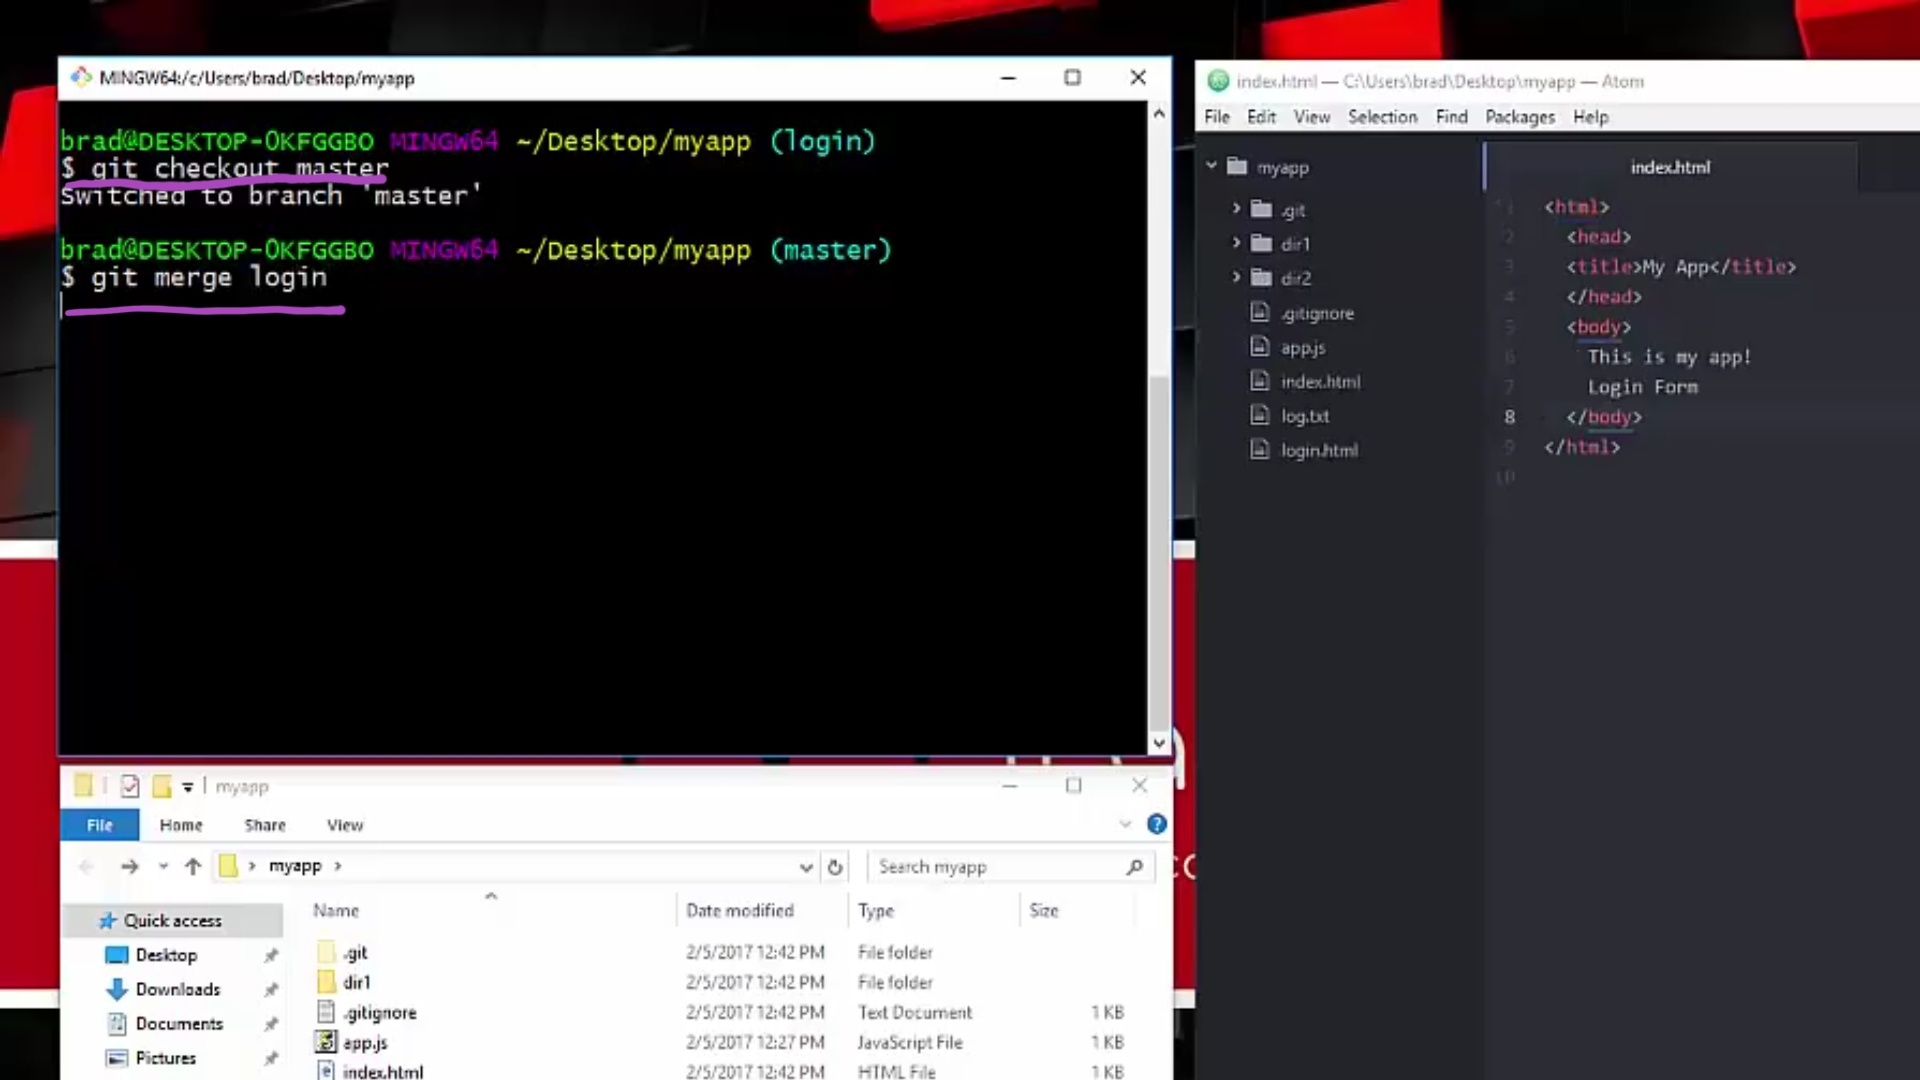 MINGW64:/c/Users/brad/Desktop/myapp
brad@DESKTOP-0KFGGBO MINGW64 ~/Desktop/myapp (login)
$ git checkout master
Switched to branch 'master'
brad@DESKTOP-0KFGGBO MINGW64 ~/Desktop/myapp (master)
$ git merge login
index.html — C:\Users\brad\Desktop\myapp — Atom
File Edit View Selection Find Packages Help
myapp
.git
dir1
dir2
.gitignore
app.js
index.html
log.txt
login.html
index.html
1 <html>
2 <head>
3 <title>My App</title>
4 </head>
5 <body>
6 This is my app!
7 Login Form
8 </body>
9 </html>
10
myapp
File Home Share View
myapp
Search myapp
Quick access
Desktop
Downloads
Documents
Pictures
Name Date modified Type Size
.git 2/5/2017 12:42 PM File folder
dir1 2/5/2017 12:42 PM File folder
.gitignore 2/5/2017 12:42 PM Text Document 1 KB
app.js 2/5/2017 12:27 PM JavaScript File 1 KB
index.html 2/5/2017 12:42 PM HTML File 1 KB